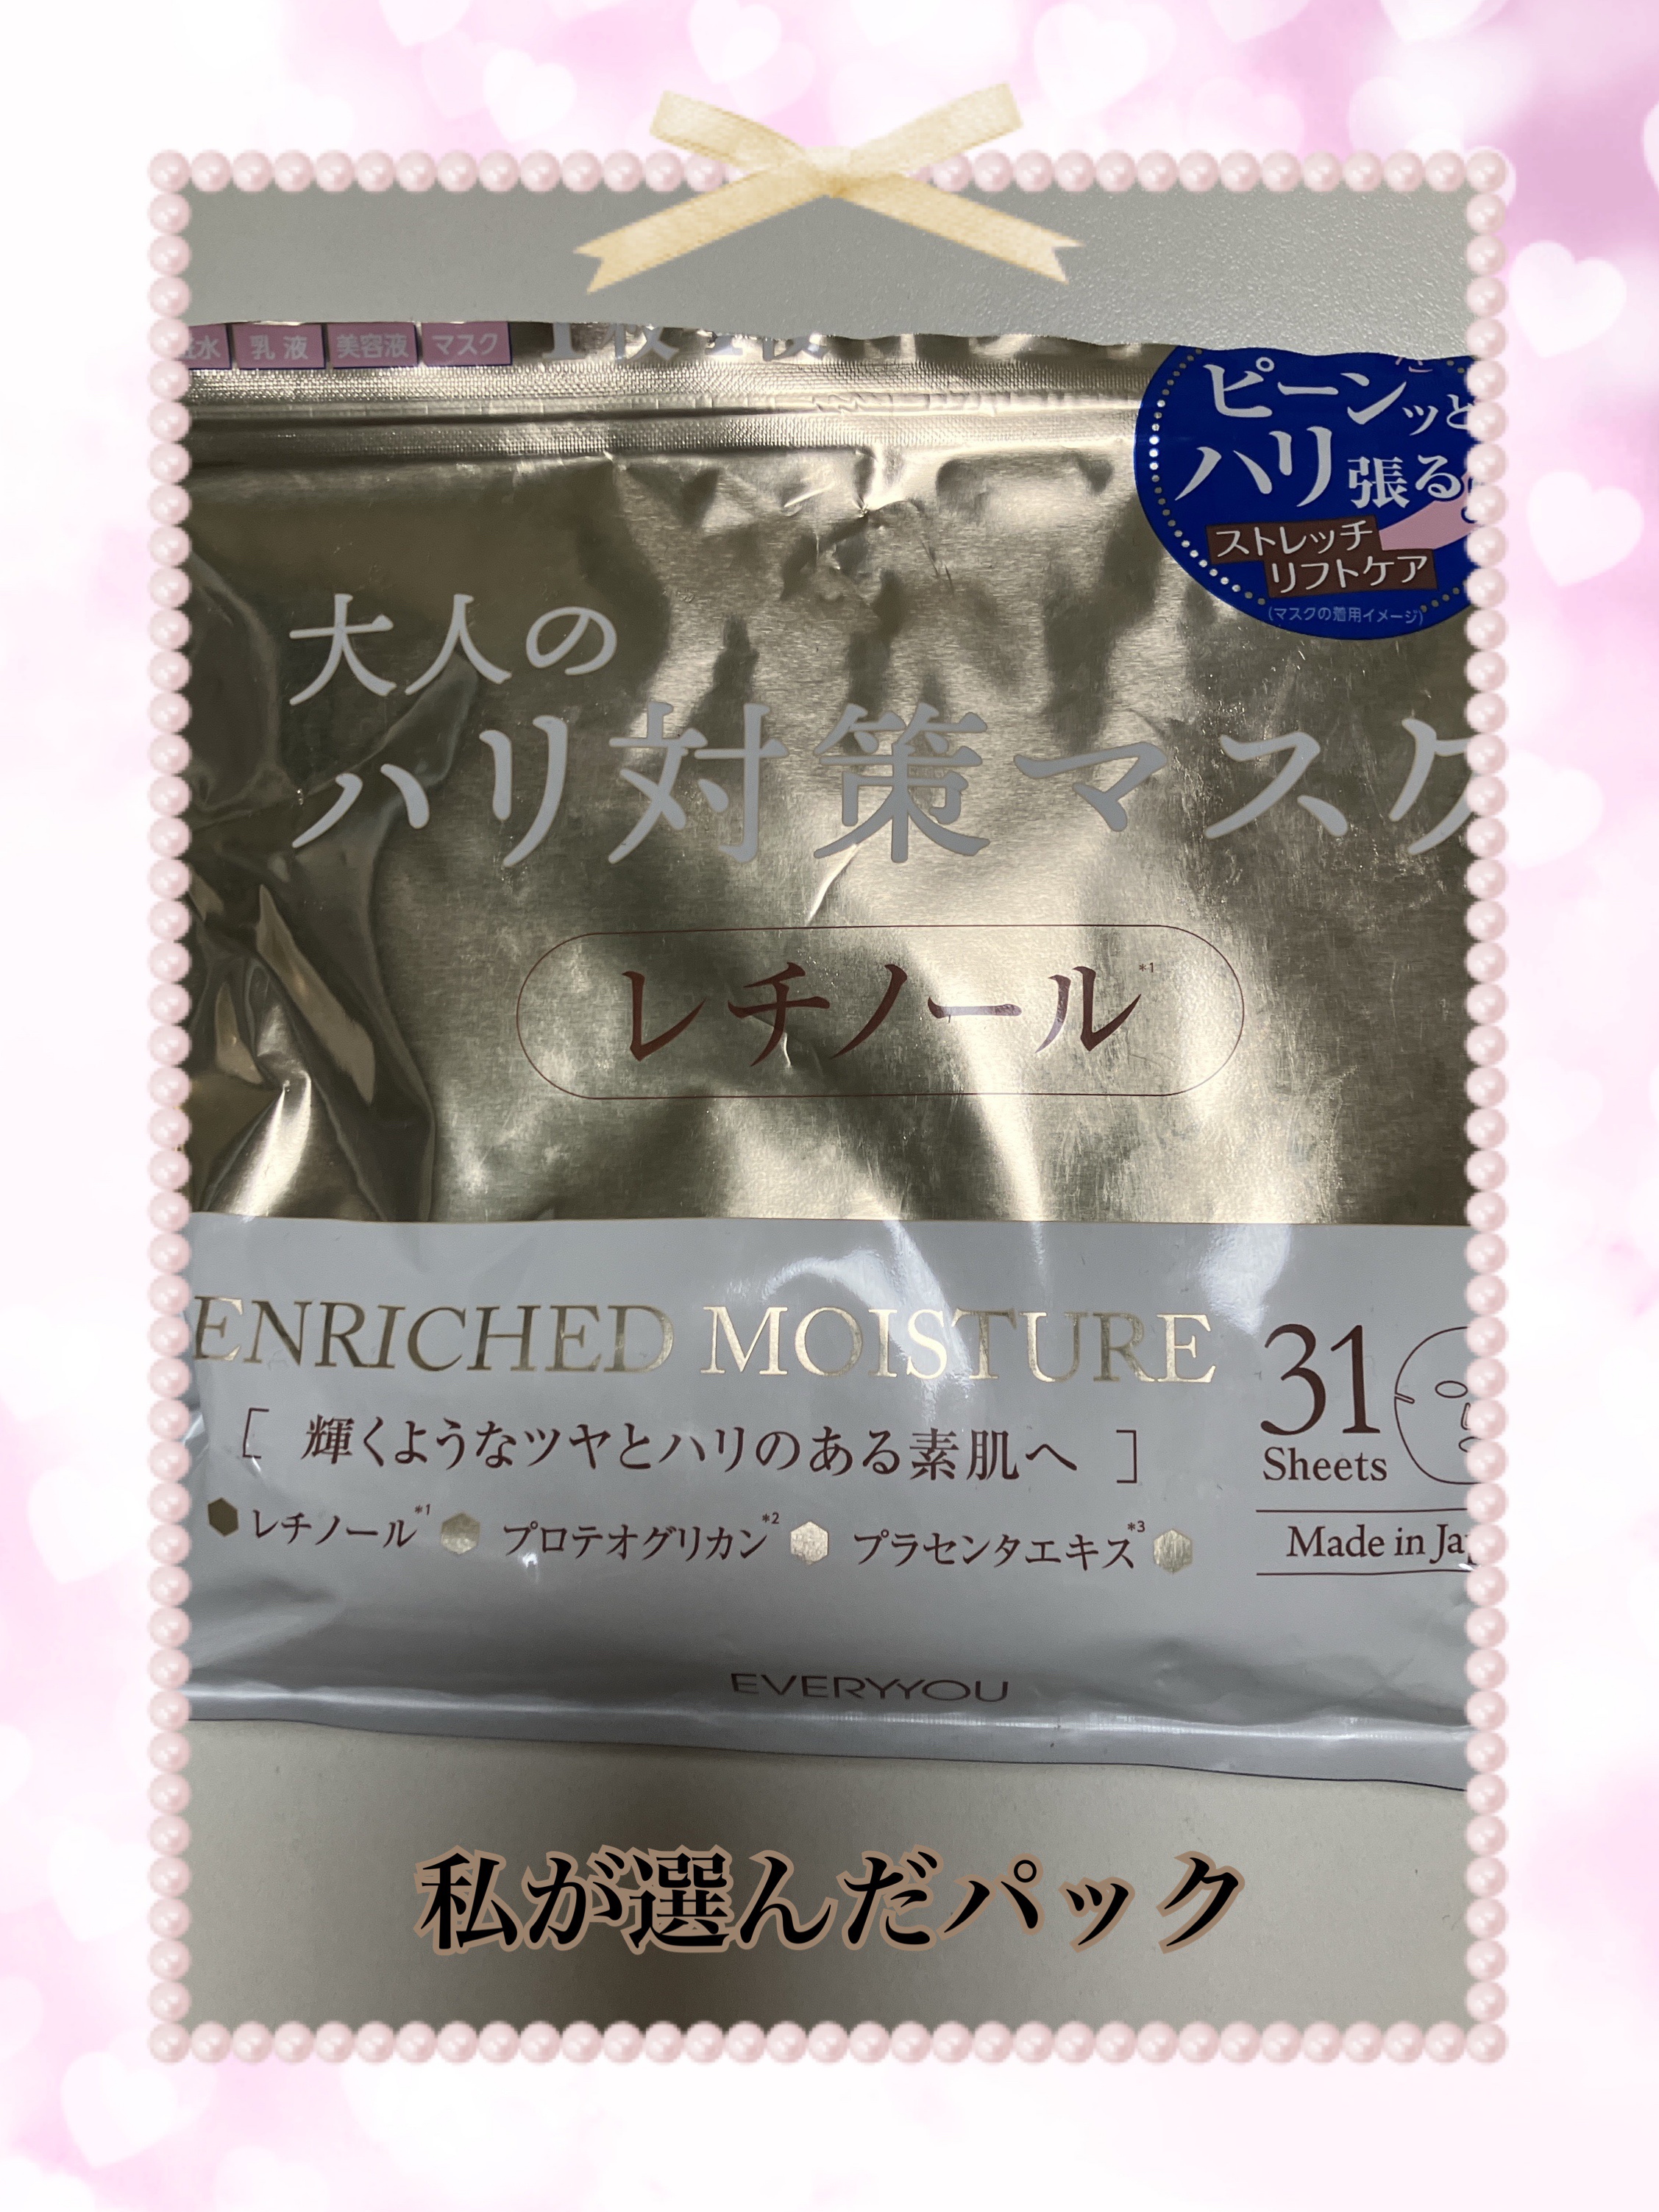 乳液 美容液 マスク
ピーンッと
ハリ張る
ストレッチ
リフトケア
(マスクの着用イメージ)
大人の
ハリ対策マスク
レチノール*1
ENRICHED MOISTURE
[ 輝くようなツヤとハリのある素肌へ ]
レチノール*1 プロテオグリカン*2 プラセンタエキス*3
31
Sheets
Made in
EVERYYOU
私が選んだパック